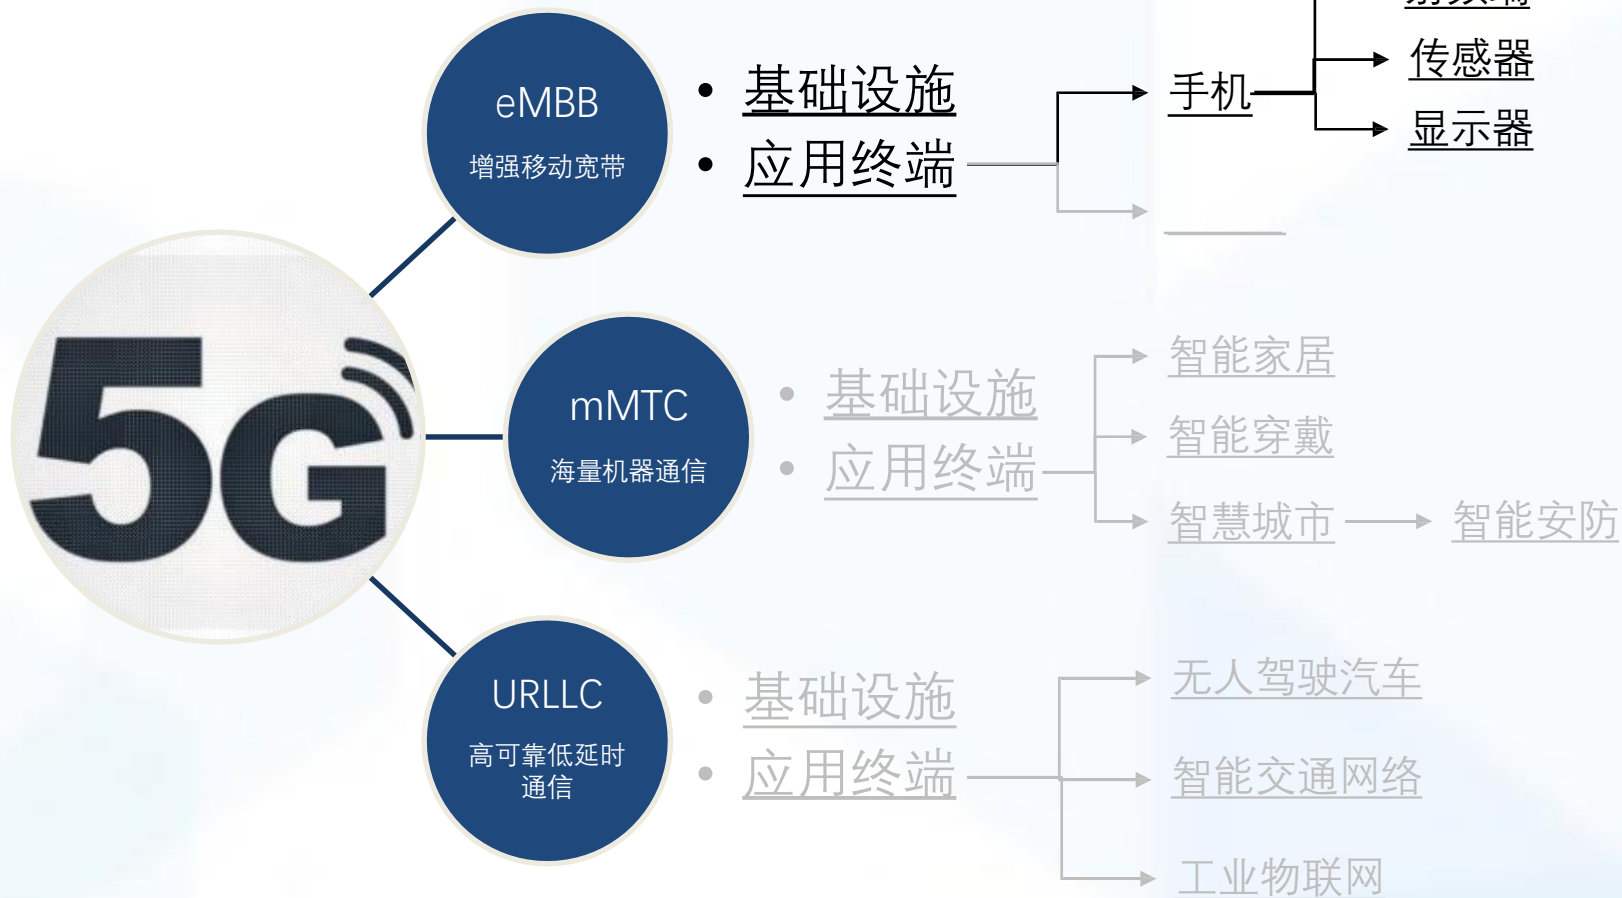 传感器
显示器
手机
eMBB
增强移动宽带
• 基础设施
• 应用终端
5G
mMTC
海量机器通信
• 基础设施
• 应用终端
智能家居
智能穿戴
智慧城市
智能安防
URLLC
高可靠低延时
通信
• 基础设施
• 应用终端
无人驾驶汽车
智能交通网络
工业物联网